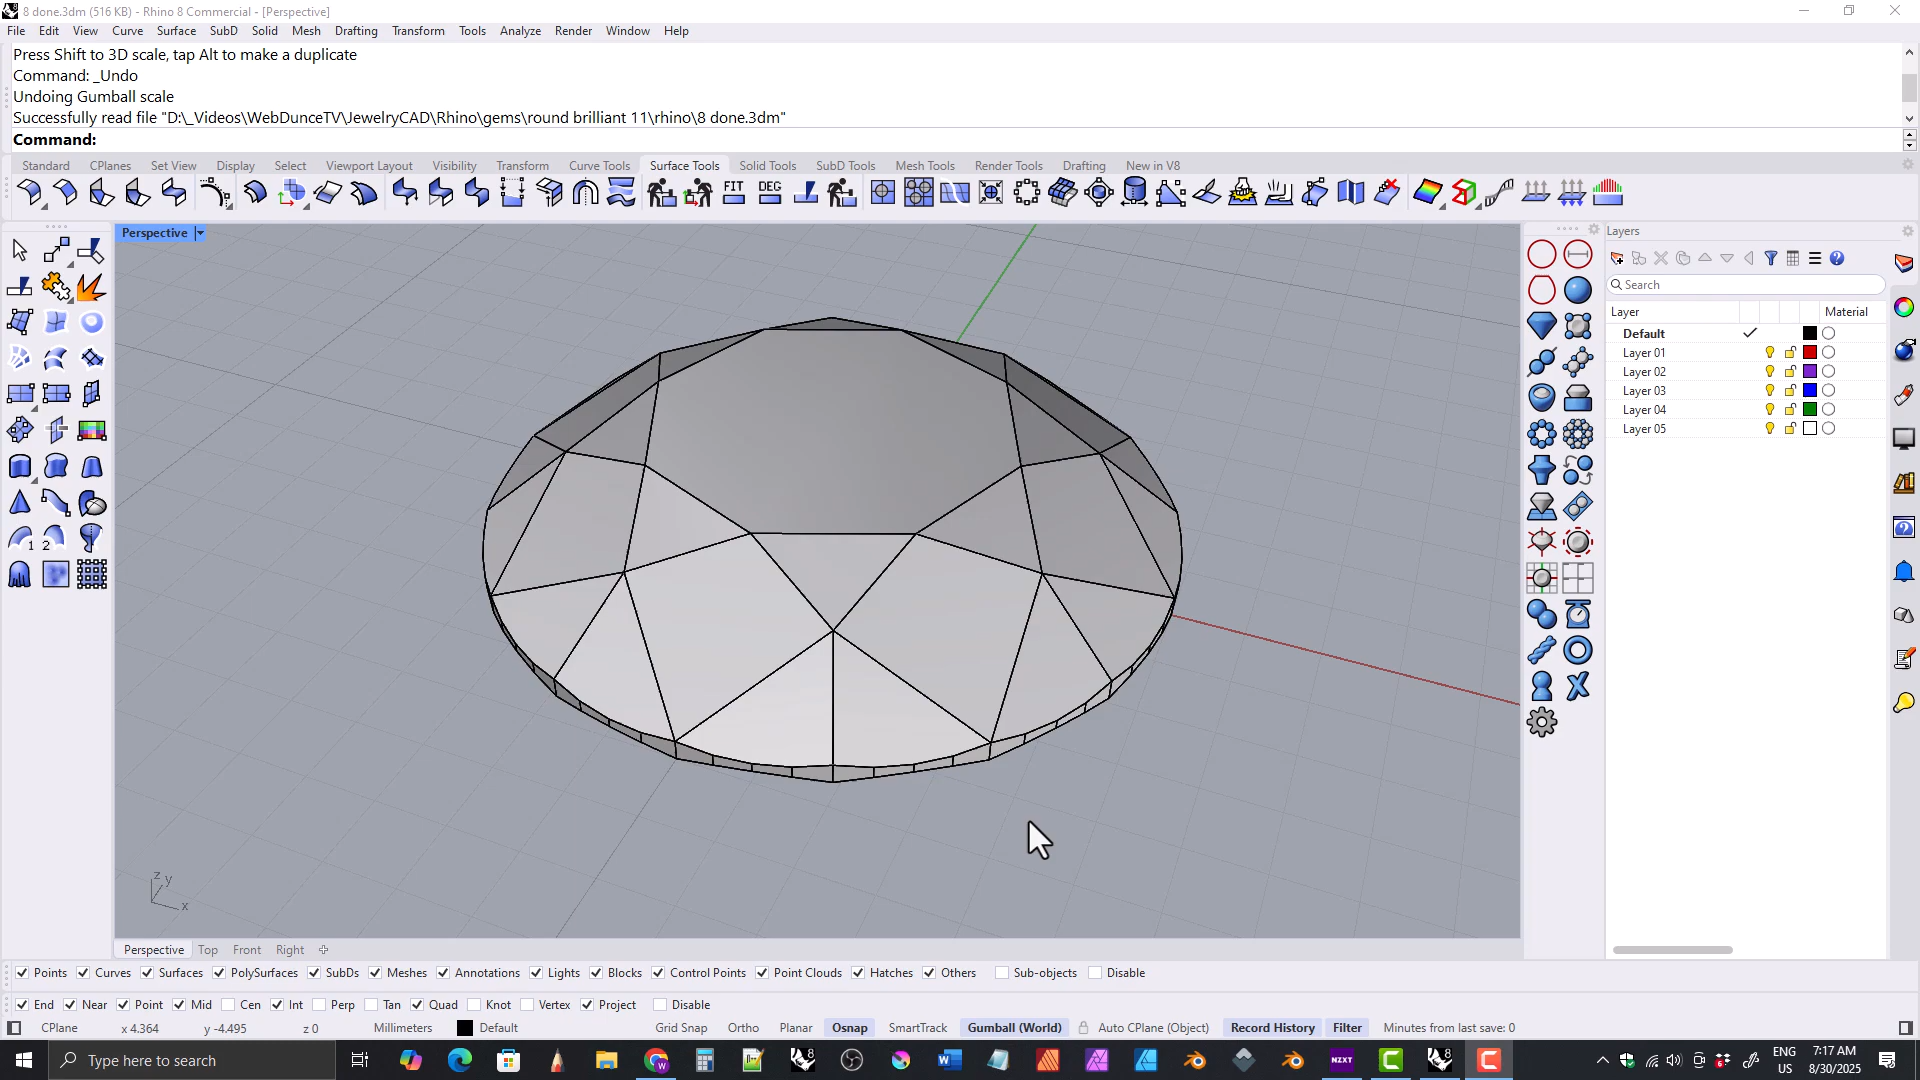 8 done.3dm (516 KB) - Rhino 8 Commercial - [Perspective]
File Edit View Curve Surface SubD Solid Mesh Drafting Transform Tools Analyze Render Window Help
Press Shift to 3D scale, tap Alt to make a duplicate
Command: _Undo
Undoing Gumball scale
Successfully read file "D:\_Videos\WebDunceTV\JewelryCAD\Rhino\gems\round brilliant 11\rhino\8 done.3dm"
Command:
Standard CPlanes Set View Display Select Viewport Layout Visibility Transform Curve Tools Surface Tools Solid Tools SubD Tools Mesh Tools Render Tools Drafting New in V8
FIT DEG
Perspective
Layers
Search
Layer Material
Default
Layer 01
Layer 02
Layer 03
Layer 04
Layer 05
1 2
z y
x
Perspective Top Front Right
Points Curves Surfaces PolySurfaces SubDs Meshes Annotations Lights Blocks Control Points Point Clouds Hatches Others Sub-objects Disable
End Near Point Mid Cen Int Perp Tan Quad Knot Vertex Project Disable
CPlane x 4.364 y -4.495 z 0 Millimeters Default Grid Snap Ortho Planar Osnap SmartTrack Gumball (World) Auto CPlane (Object) Record History Filter Minutes from last save: 0
Type here to search
NZXT
ENG
US
7:17 AM
8/30/2025